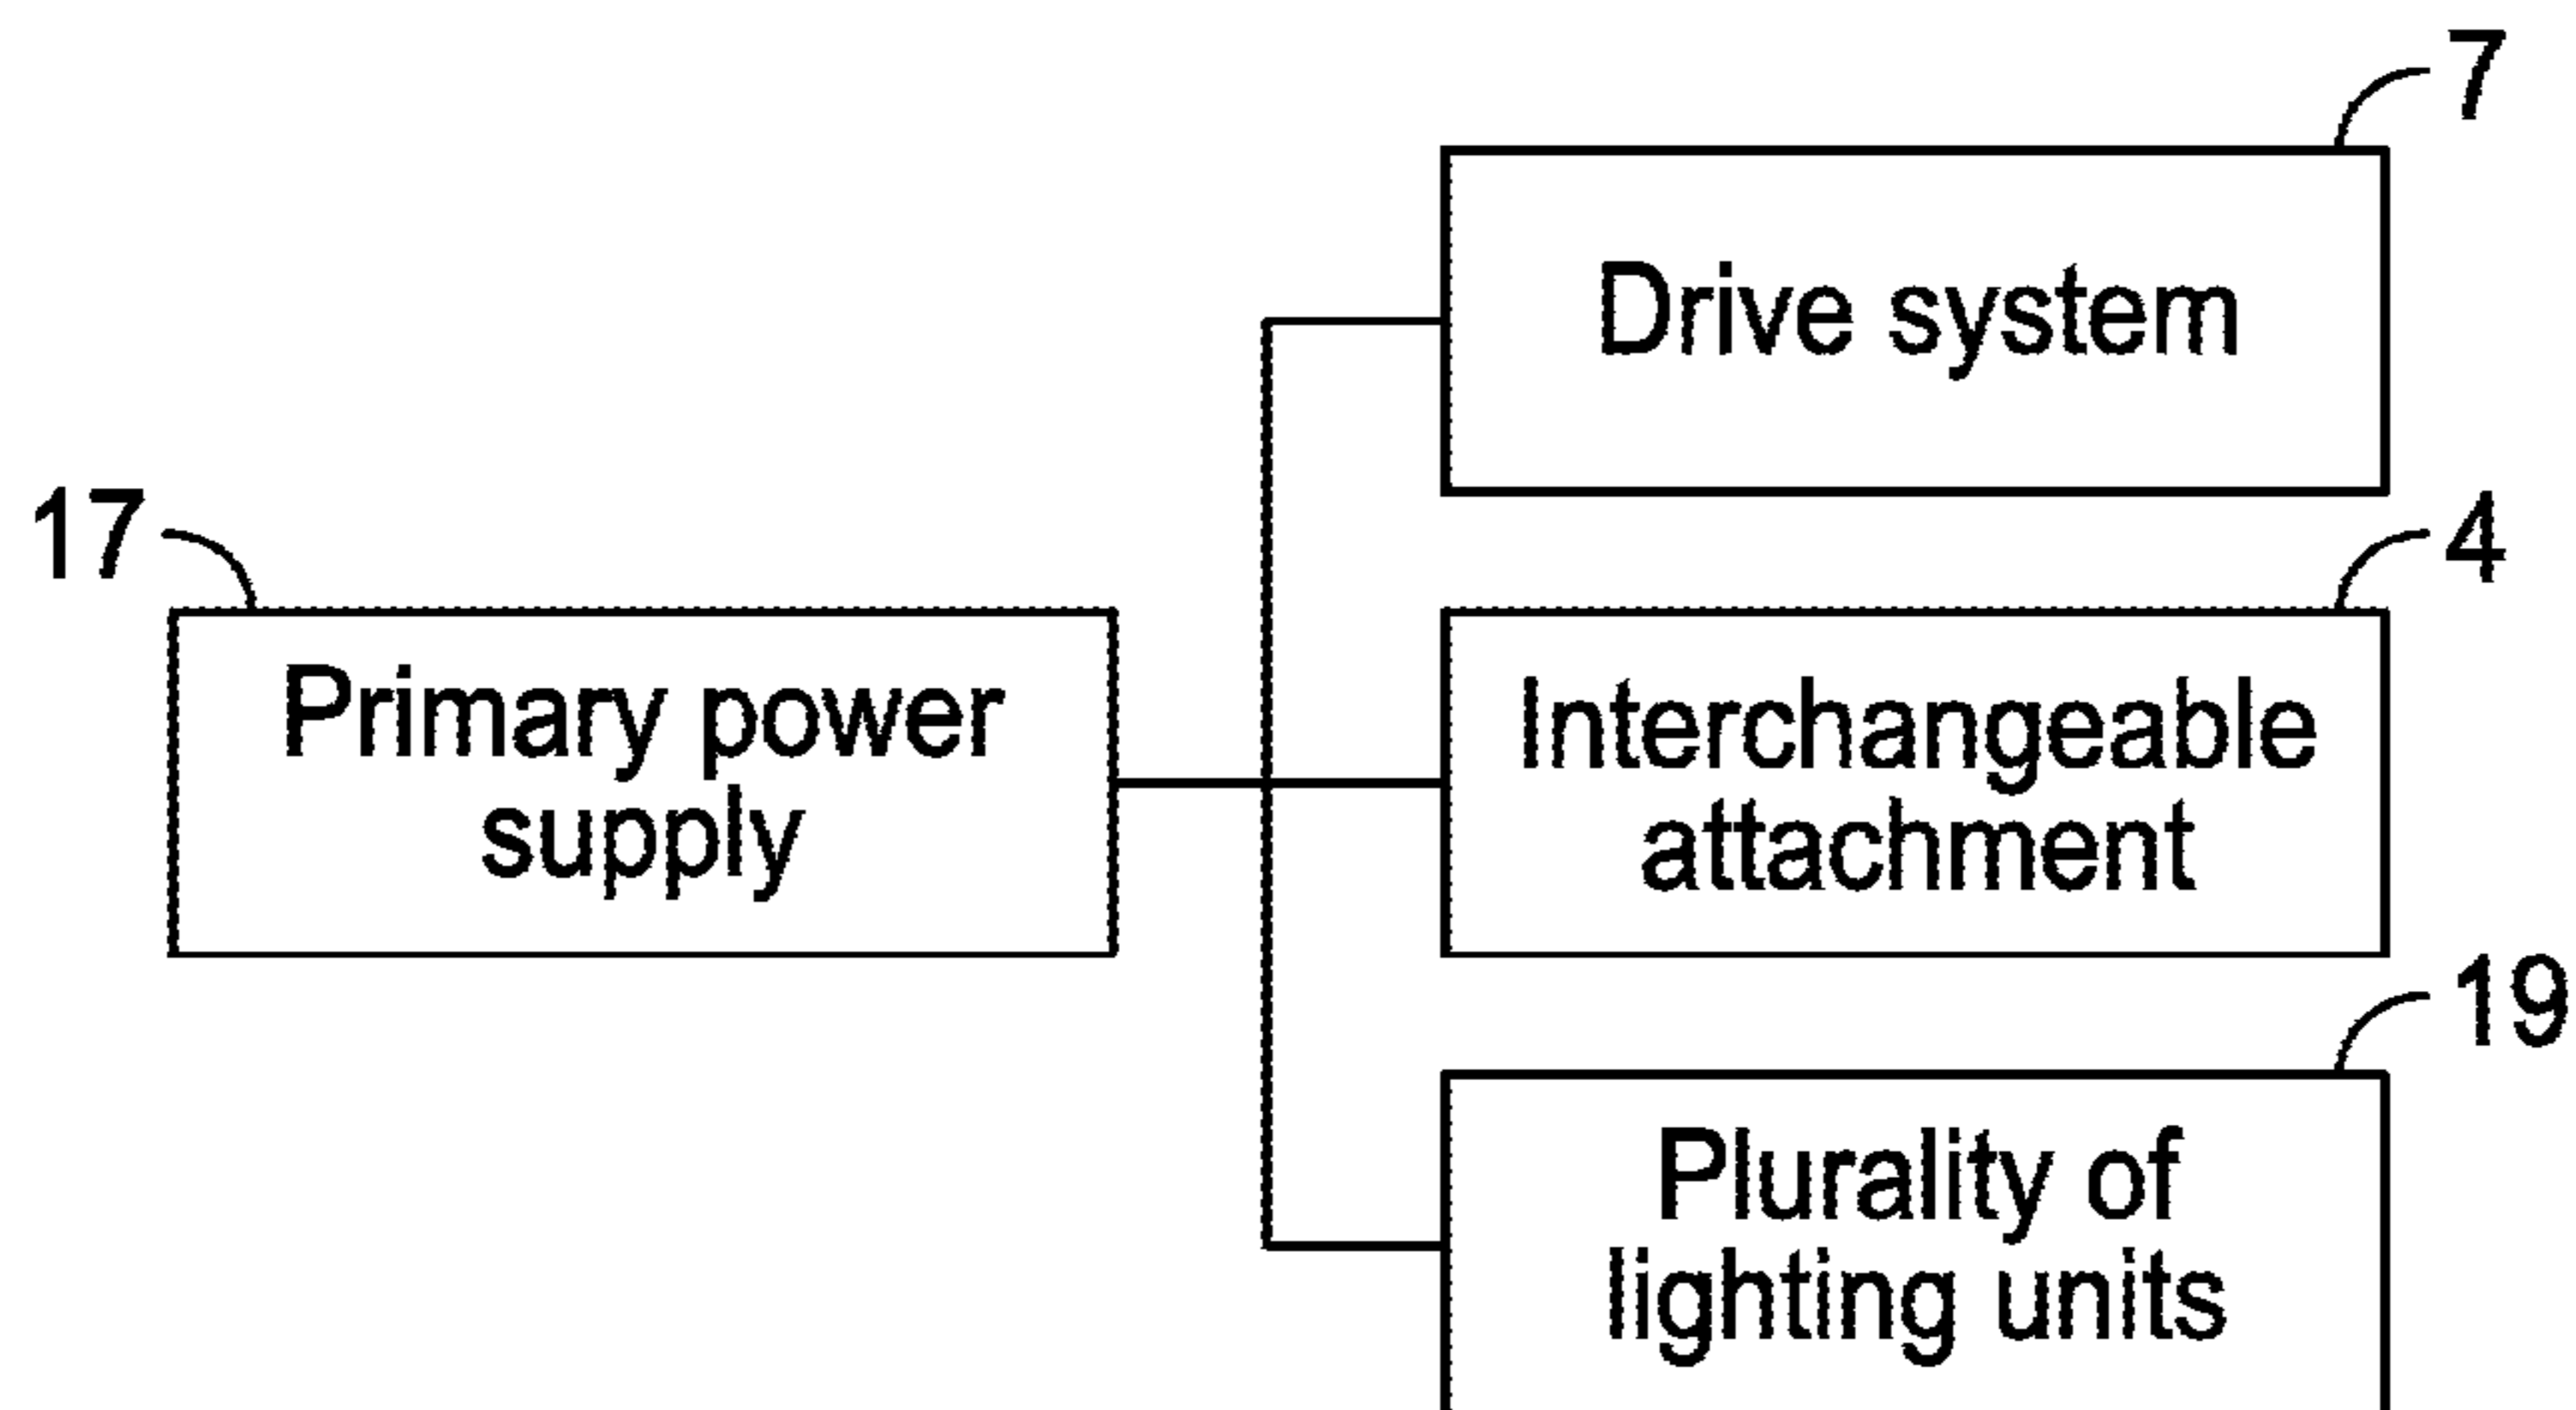 7
Drive system
17
Primary power
supply
4
Interchangeable
attachment
19
Plurality of
lighting units